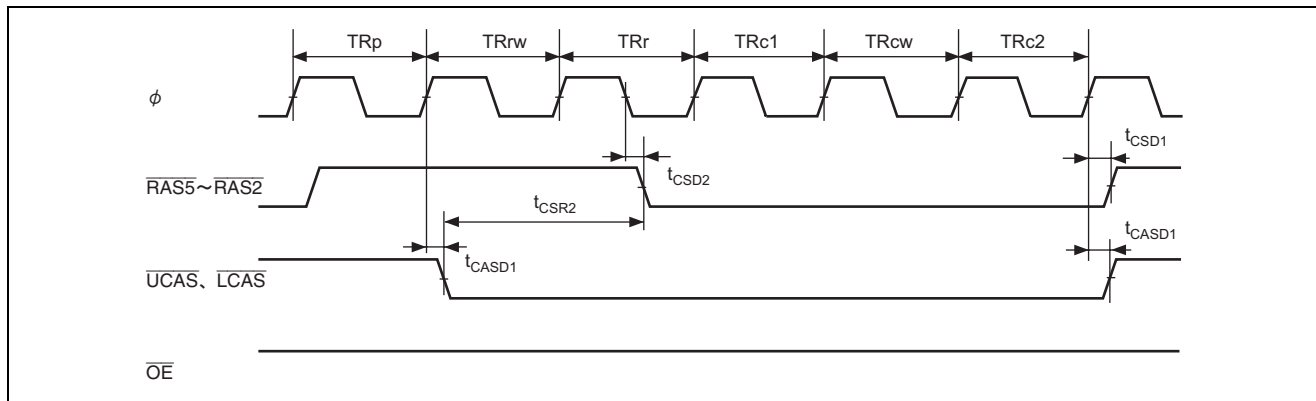 TRp TRrw TRr TRc1 TRcw TRc2
φ
tCSD1
RAS5～RAS2
tCSD2
tCSR2
tCASD1
UCAS、LCAS
tCASD1
OE